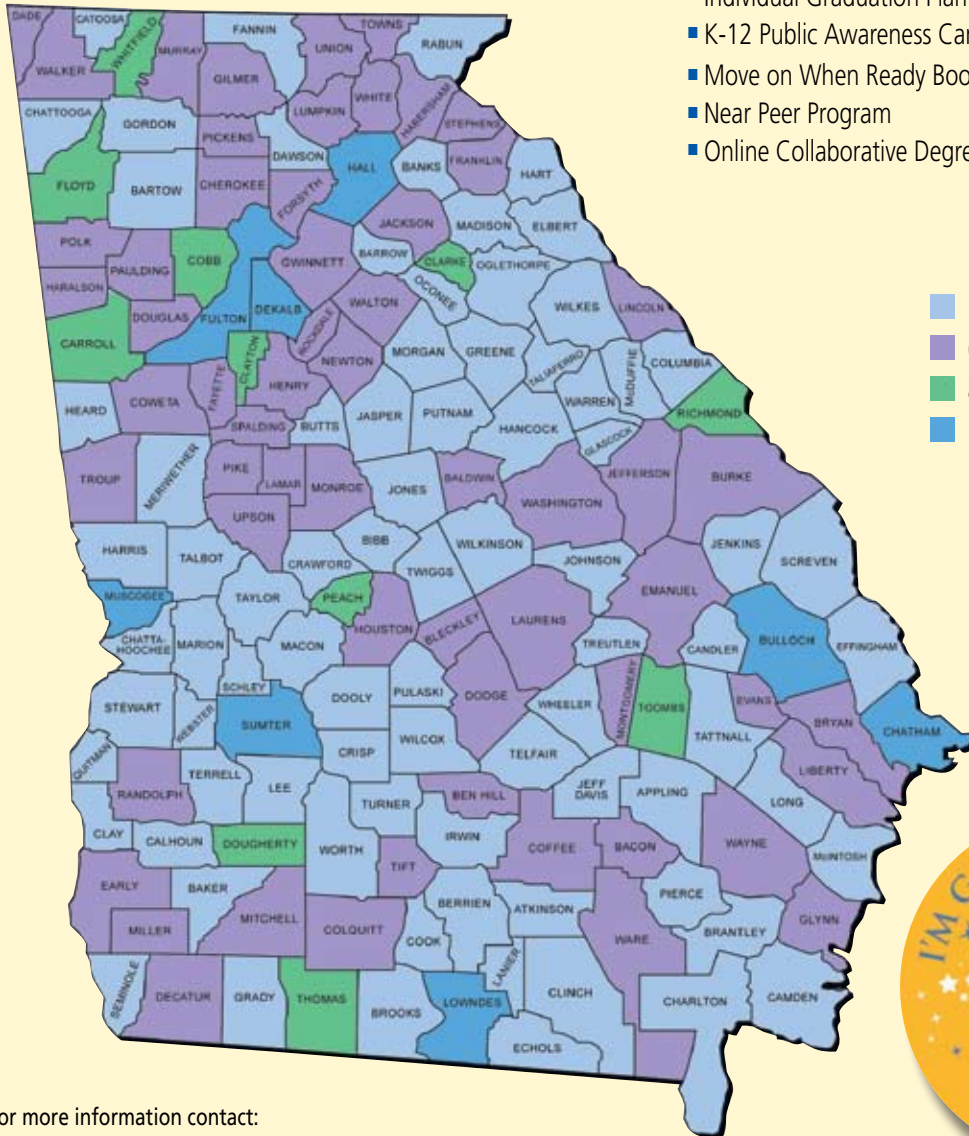 Individual Graduation Plan
K-12 Public Awareness Ca
Move on When Ready Boo
Near Peer Program
Online Collaborative Degre
DADE
CATOOSA
WHITFIELD
MURRAY
FANNIN
UNION
TOWNS
RABUN
WALKER
GILMER
LUMPKIN
WHITE
HABERSHAM
STEPHENS
CHATTOOGA
GORDON
PICKENS
DAWSON
HALL
BANKS
FRANKLIN
HART
FLOYD
BARTOW
CHEROKEE
FORSYTH
JACKSON
MADISON
ELBERT
POLK
PAULDING
COBB
GWINNETT
BARROW
CLARKE
OGLETHORPE
HARALSON
DOUGLAS
FULTON
DEKALB
ROCKDALE
WALTON
OCONEE
WILKES
LINCOLN
CARROLL
CLAYTON
NEWTON
MORGAN
GREENE
TALIAFERRO
McDUFFIE
COLUMBIA
HEARD
COWETA
FAYETTE
HENRY
JASPER
PUTNAM
HANCOCK
WARREN
RICHMOND
SPALDING
BUTTS
GLASCOCK
TROUP
MERIWETHER
PIKE
LAMAR
MONROE
JONES
BALDWIN
WASHINGTON
JEFFERSON
BURKE
UPSON
HARRIS
TALBOT
CRAWFORD
BIBB
TWIGGS
WILKINSON
JOHNSON
JENKINS
SCREVEN
MUSCOGEE
TAYLOR
PEACH
HOUSTON
BLECKLEY
LAURENS
EMANUEL
CHATTA-
HOOCHEE
MARION
MACON
TREUTLEN
CANDLER
BULLOCH
EFFINGHAM
STEWART
WEBSTER
SCHLEY
SUMTER
DOOLY
PULASKI
DODGE
WHEELER
MONTGOMERY
TOOMBS
TATTNALL
EVANS
BRYAN
CHATHAM
QUITMAN
RANDOLPH
TERRELL
LEE
CRISP
WILCOX
TELFAIR
JEFF
DAVIS
APPLING
LONG
LIBERTY
CLAY
CALHOUN
DOUGHERTY
WORTH
TURNER
BEN HILL
IRWIN
COFFEE
BACON
WAYNE
McINTOSH
EARLY
BAKER
MITCHELL
TIFT
BERRIEN
ATKINSON
PIERCE
BRANTLEY
GLYNN
MILLER
COLQUITT
COOK
LANIER
WARE
SEMINOLE
DECATUR
GRADY
THOMAS
BROOKS
LOWNDES
ECHOLS
CLINCH
CHARLTON
CAMDEN
I'M
or more information contact: